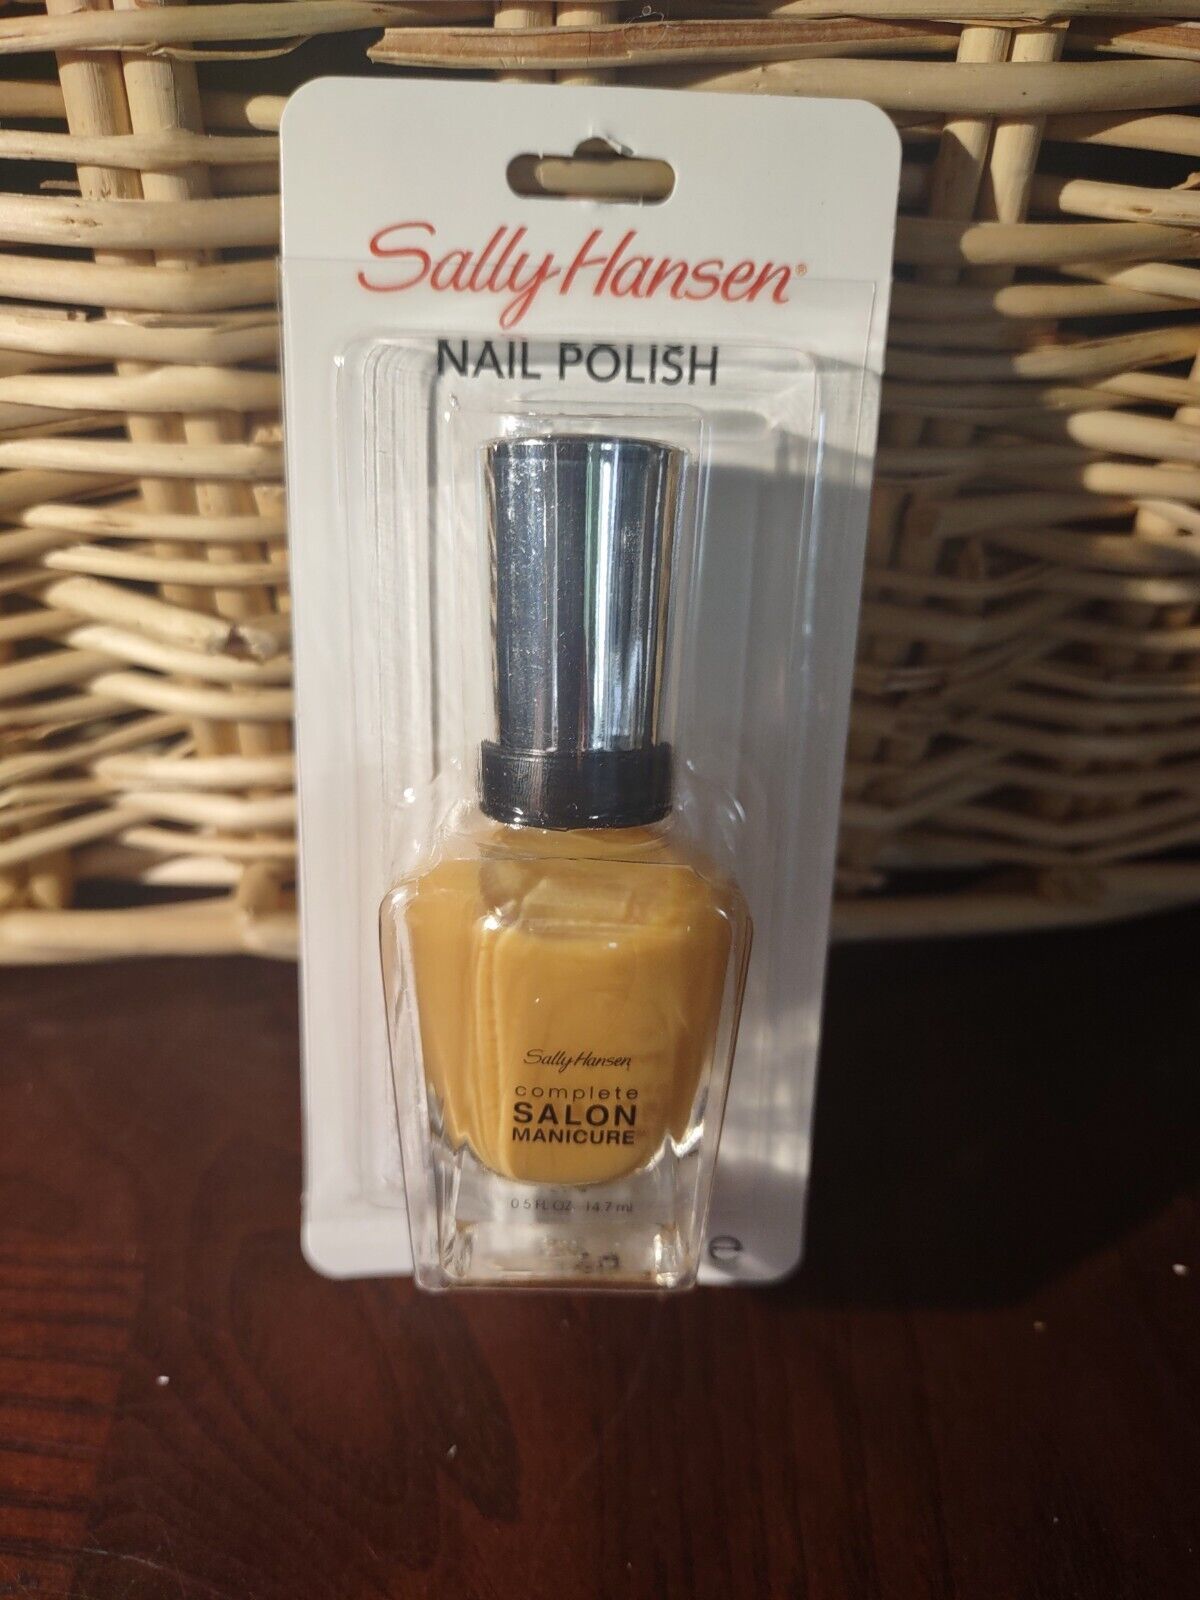 Sally Hansen®
NAIL POLISH
Sally Hansen
complete
SALON
MANICURE
0.5 FL OZ. 14.7 ml
e